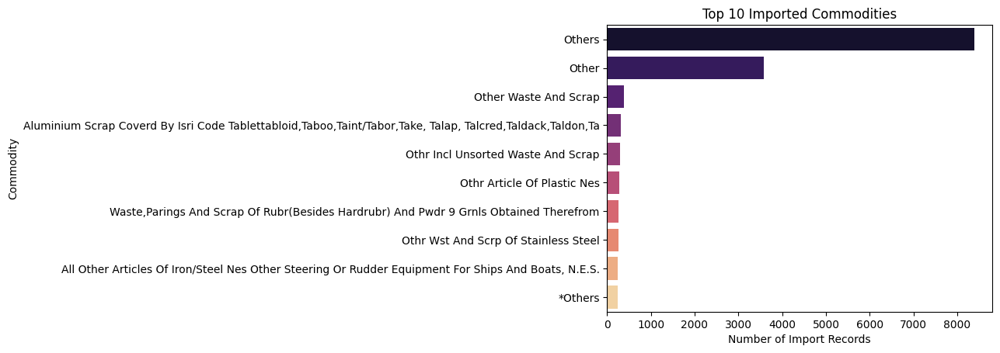 Top 10 Imported Commodities
Others
Other
Other Waste And Scrap
Aluminium Scrap Coverd By Isri Code Tablettabloid,Taboo,Taint/Tabor,Take, Talap, Talcred,Taldack,Taldon,Ta
Othr Incl Unsorted Waste And Scrap
Othr Article Of Plastic Nes
Waste,Parings And Scrap Of Rubr(Besides Hardrubr) And Pwdr 9 Grnls Obtained Therefrom
Othr Wst And Scrp Of Stainless Steel
All Other Articles Of Iron/Steel Nes Other Steering Or Rudder Equipment For Ships And Boats, N.E.S.
*Others
Commodity
0 1000 2000 3000 4000 5000 6000 7000 8000
Number of Import Records